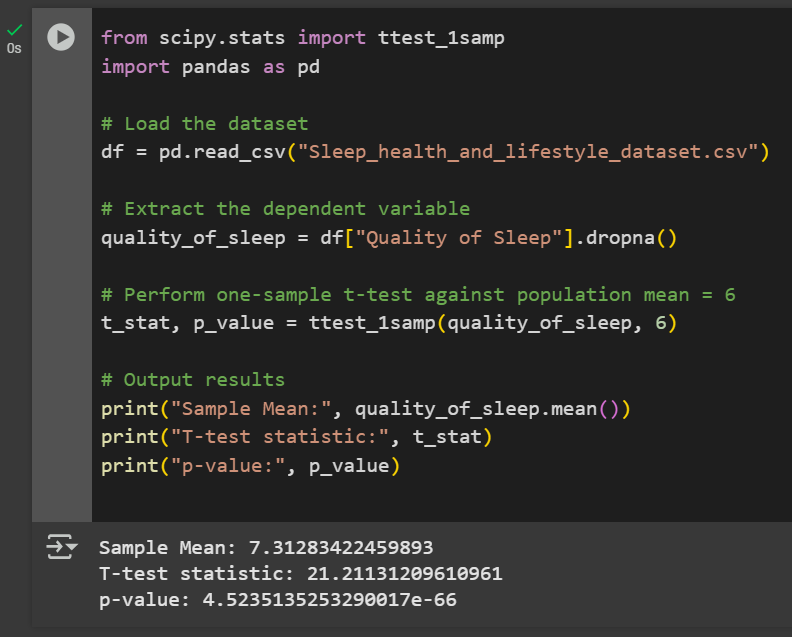 0s
from scipy.stats import ttest_1samp
import pandas as pd
# Load the dataset
df = pd.read_csv("Sleep_health_and_lifestyle_dataset.csv")
# Extract the dependent variable
quality_of_sleep = df["Quality of Sleep"].dropna()
# Perform one-sample t-test against population mean = 6
t_stat, p_value = ttest_1samp(quality_of_sleep, 6)
# Output results
print("Sample Mean:", quality_of_sleep.mean())
print("T-test statistic:", t_stat)
print("p-value:", p_value)
Sample Mean: 7.31283422459893
T-test statistic: 21.21131209610961
p-value: 4.5235135253290017e-66